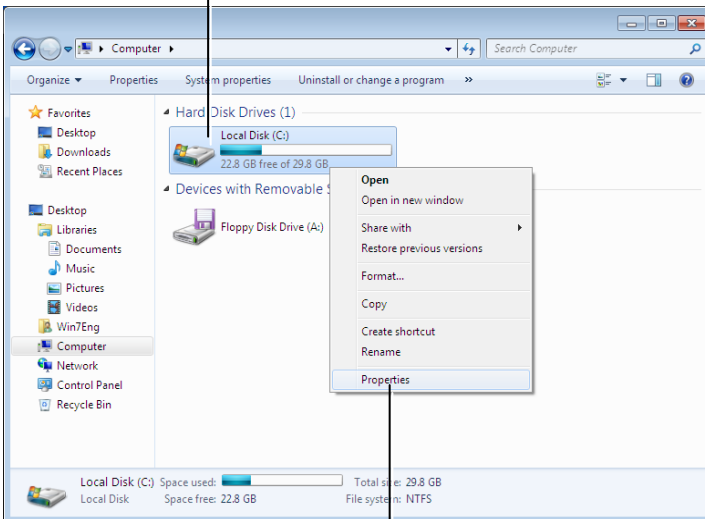 Computer
Search Computer
Organize
Properties
System properties
Uninstall or change a program
»
Favorites
Desktop
Downloads
Recent Places
Desktop
Libraries
Documents
Music
Pictures
Videos
Win7Eng
Computer
Network
Control Panel
Recycle Bin
Hard Disk Drives (1)
Local Disk (C:)
22.8 GB free of 29.8 GB
Devices with Removable S
Floppy Disk Drive (A:)
Open
Open in new window
Share with
Restore previous versions
Format...
Copy
Create shortcut
Rename
Properties
Local Disk (C:) Space used: Total size: 29.8 GB
Local Disk Space free: 22.8 GB File system: NTFS